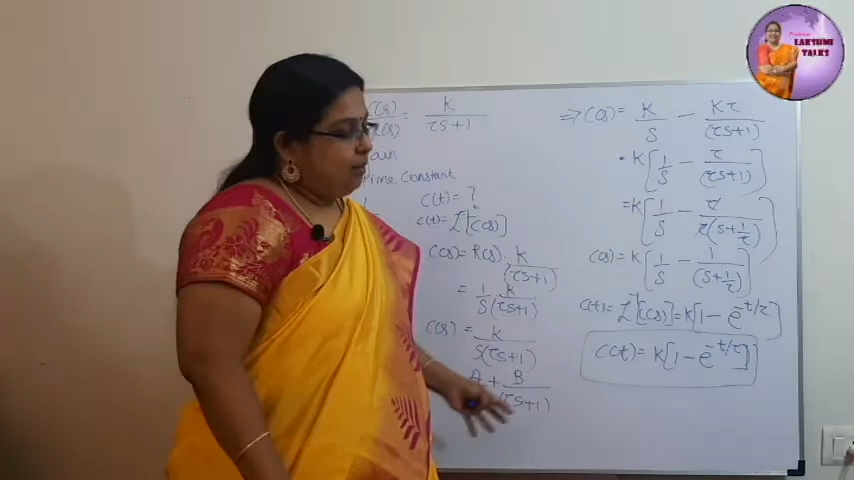 C(s)/R(s) = K/(τs+1)
Time Constant
C(t)= ?
C(t)= L⁻¹[C(s)]
C(s)= R(s). K/(τs+1)
= 1/s K/(τs+1)
C(s) = K/(s(τs+1))
A + B/(τs+1)
⇒ C(s) = K/s − Kτ/(τs+1)
= K[1/s − τ/(τs+1)]
= K[1/s − τ/(τ(s+1/τ))]
C(s) = K[1/s − 1/(s+1/τ)]
C(t)= L⁻¹[C(s)] = K[1 − e^(−t/τ)]
C(t) = K[1 − e^(−t/τ)]
LAKSHMI
TALKS